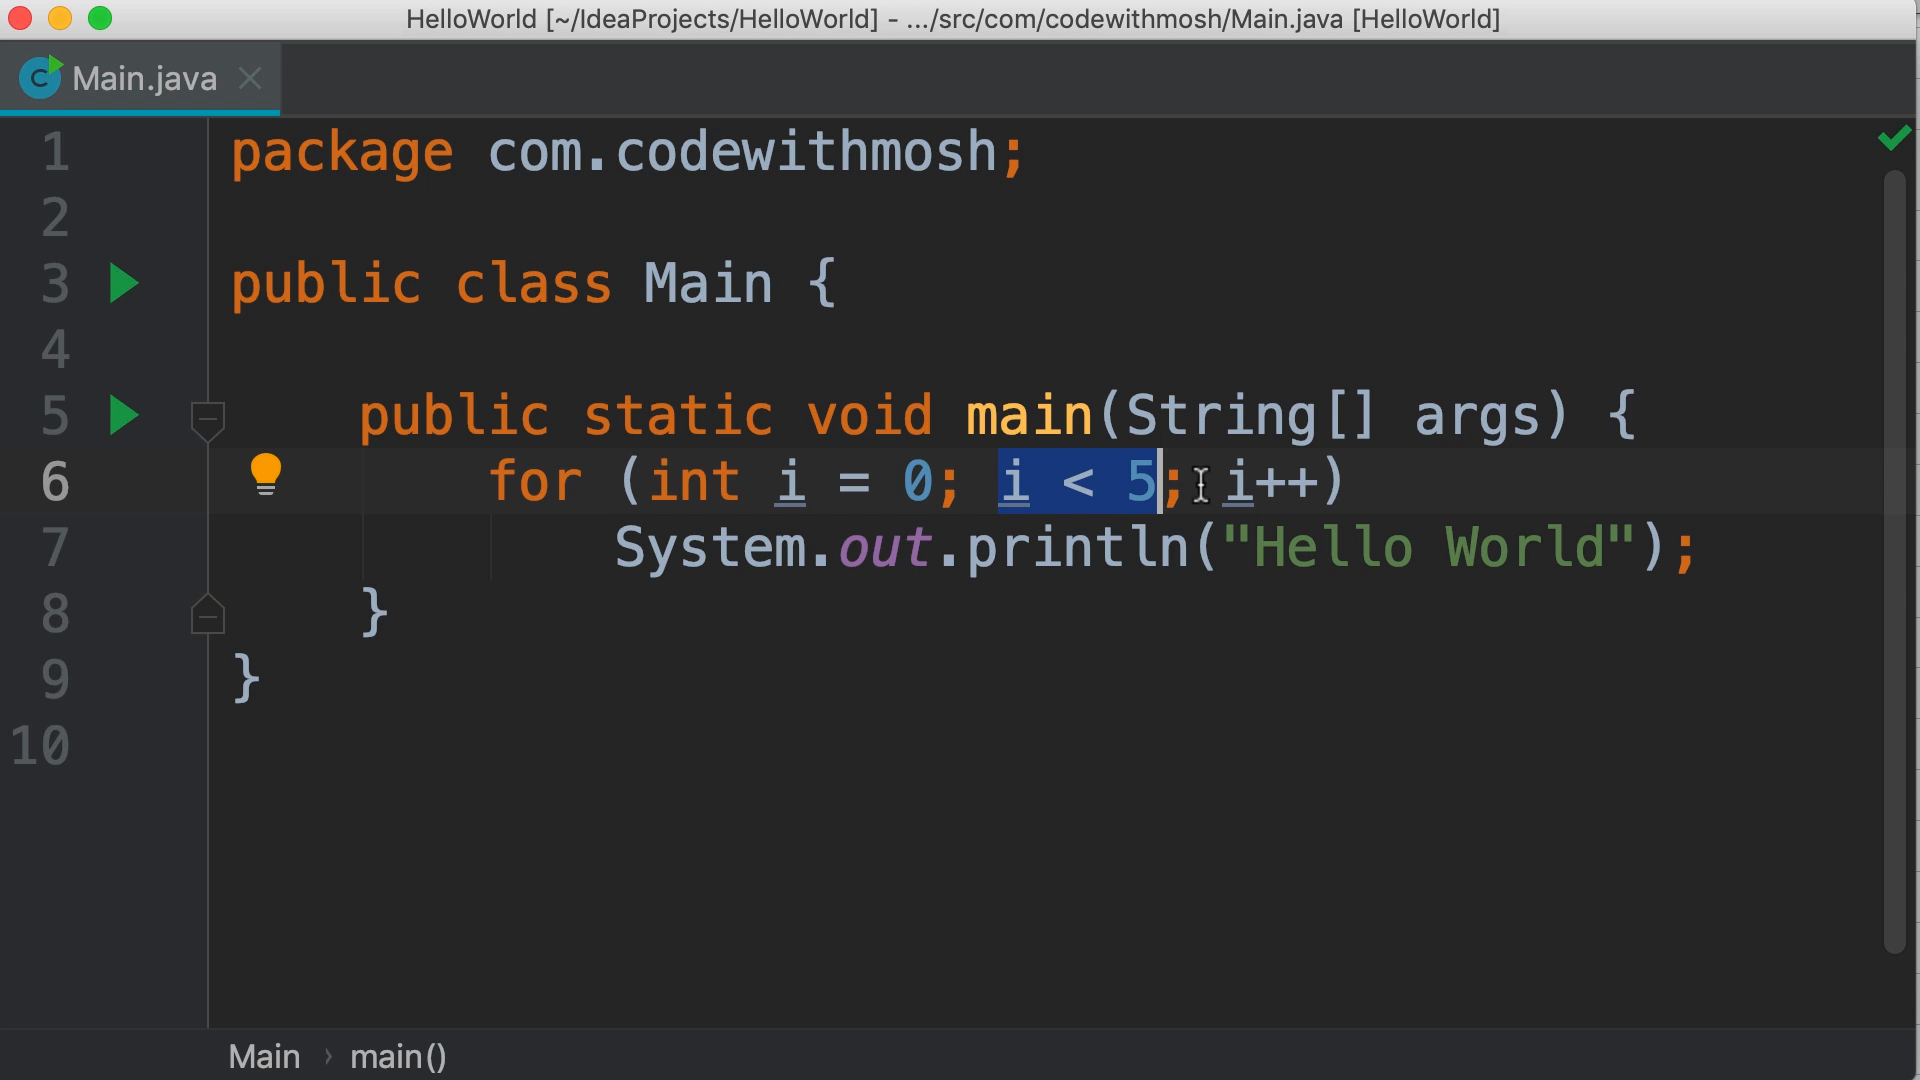 HelloWorld [~/IdeaProjects/HelloWorld] - .../src/com/codewithmosh/Main.java [HelloWorld]
C Main.java
1 package com.codewithmosh;
2
3 public class Main {
4
5 public static void main(String[] args) {
6 for (int i = 0; i < 5; i++)
7 System.out.println("Hello World");
8 }
9 }
10
Main › main()